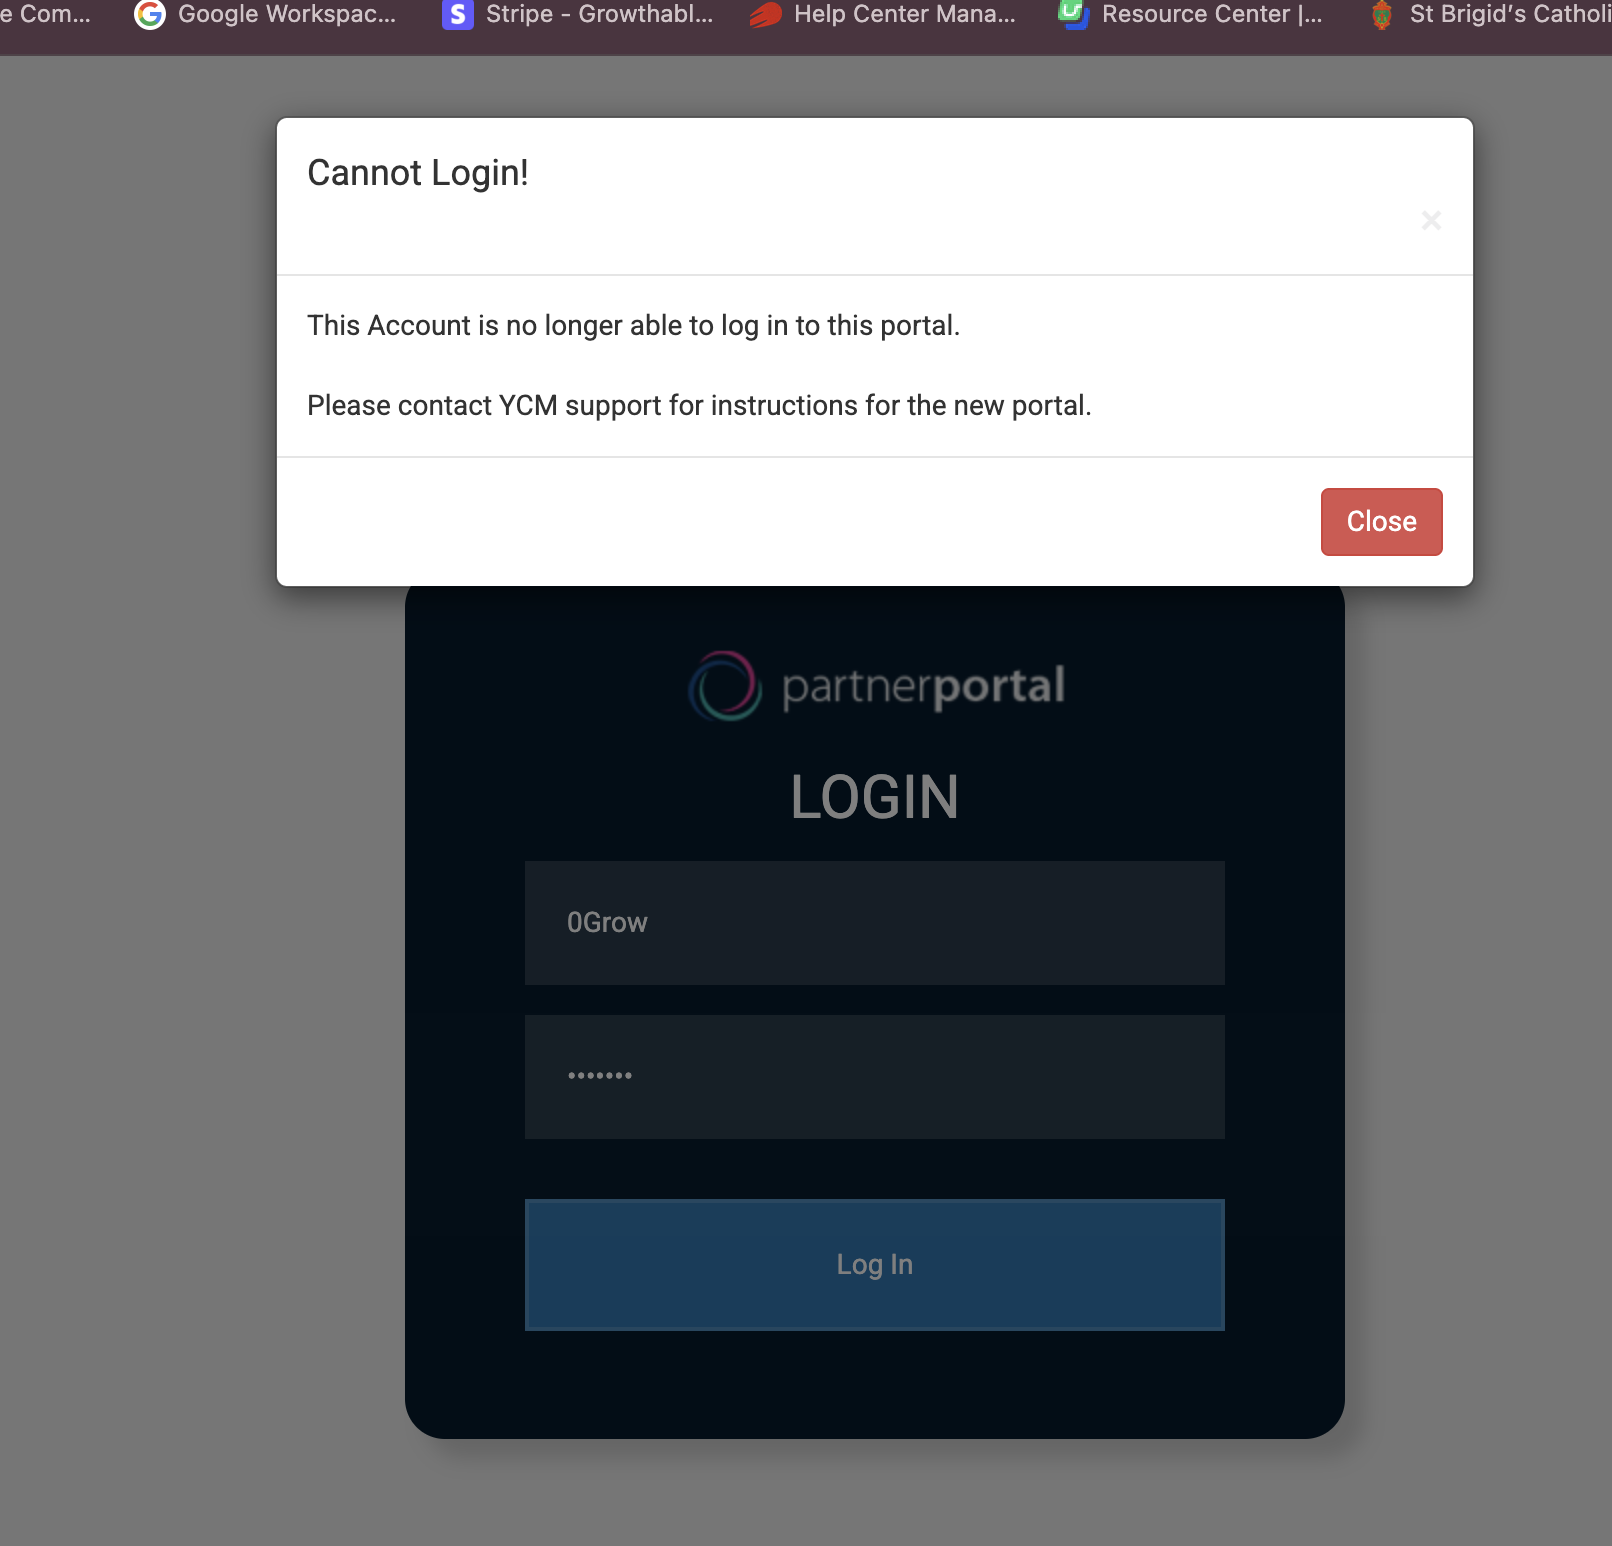 e Com... Google Workspac... Stripe - Growthabl... Help Center Mana... Resource Center |... St Brigid's Catholi
Cannot Login!
×
This Account is no longer able to log in to this portal.
Please contact YCM support for instructions for the new portal.
Close
partnerportal
LOGIN
0Grow
•••••••
Log In